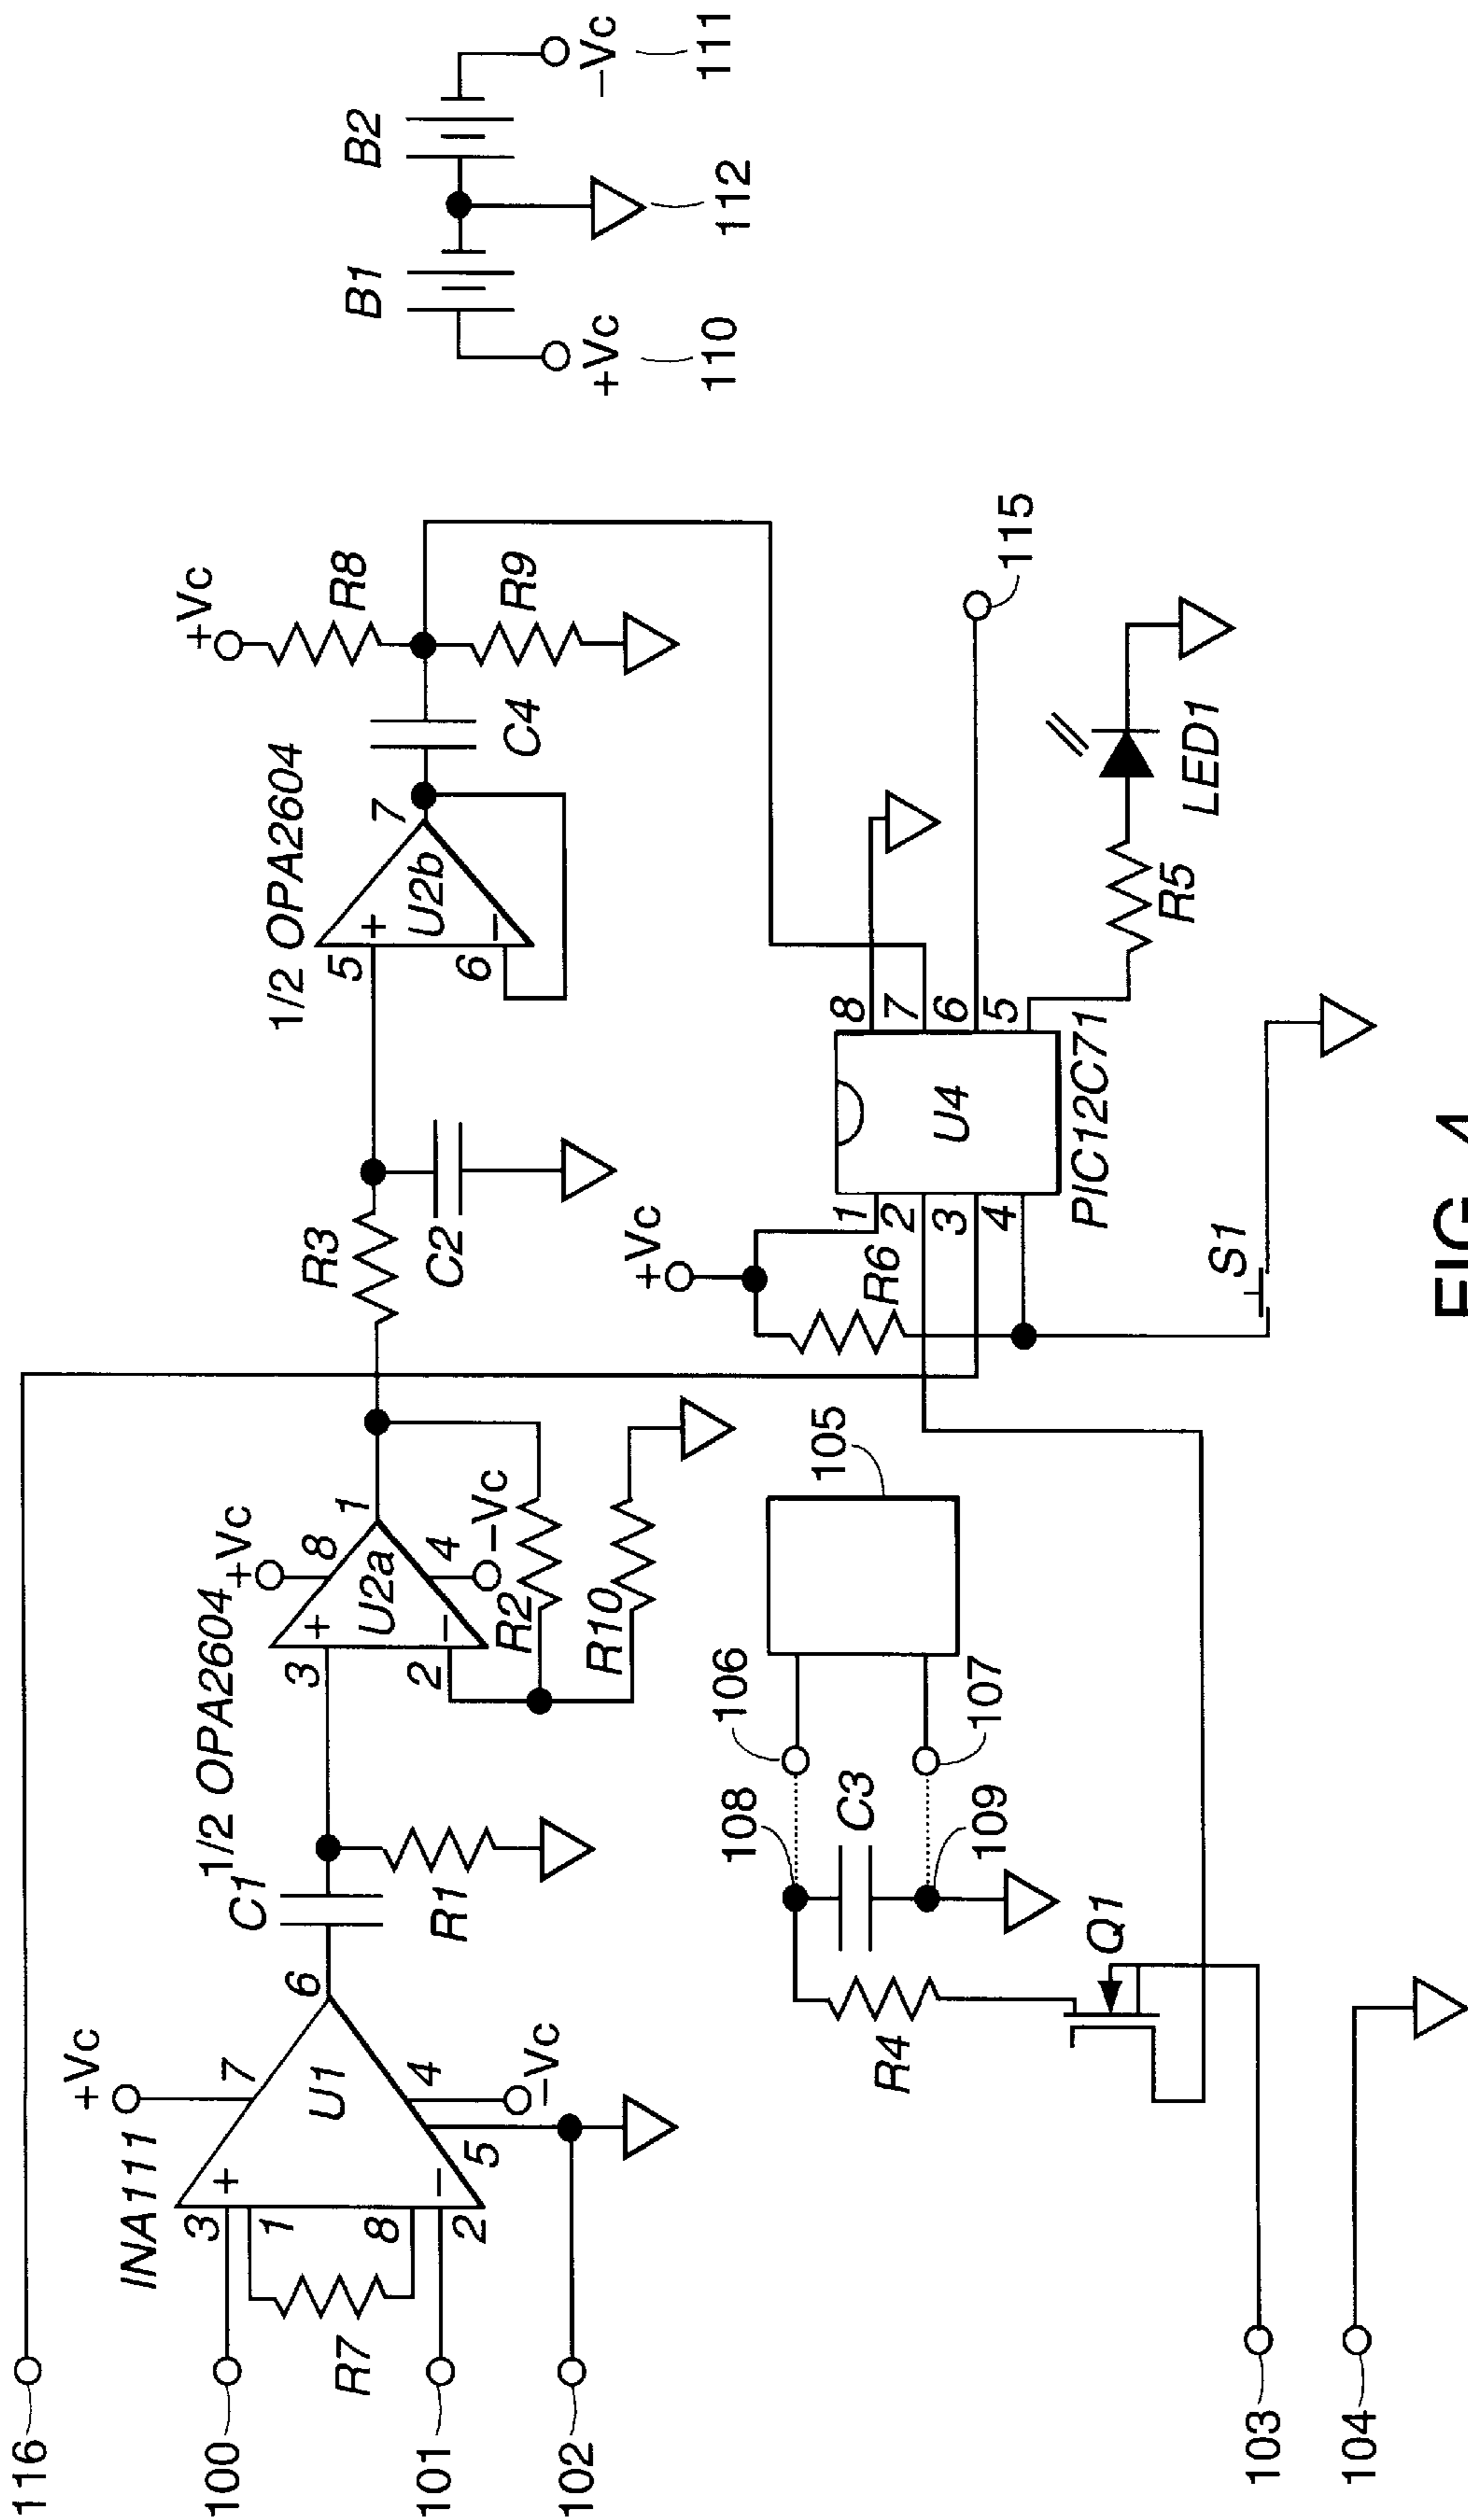 116
100
101
102
103
104
INA111
+Vc
3
1
8
2
+
−
U1
7
6
4
5
−Vc
R7
C1
R1
1/2 OPA2604
+Vc
3
2
+
−
U2a
8
1
4
−Vc
R2
R10
R3
C2
1/2 OPA2604
5
6
+
−
U2b
7
C4
+Vc
R8
R9
B1
B2
+Vc
−Vc
110
112
111
R4
Q1
C3
108
109
106
107
105
+Vc
R6
1
2
3
4
U4
8
7
6
5
PIC12C71
S1
R5
LED1
115